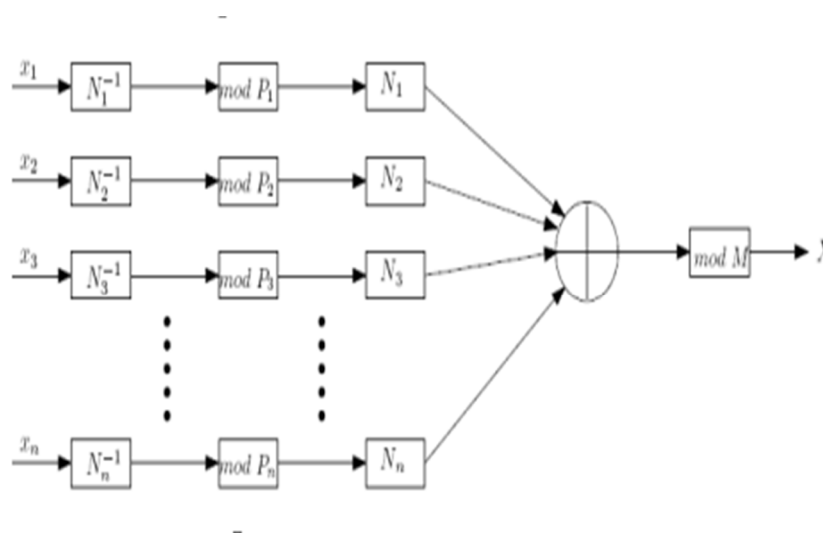 x₁ N₁⁻¹ mod P₁ N₁
x₂ N₂⁻¹ mod P₂ N₂
x₃ N₃⁻¹ mod P₃ N₃
mod M
xₙ Nₙ⁻¹ mod Pₙ Nₙ